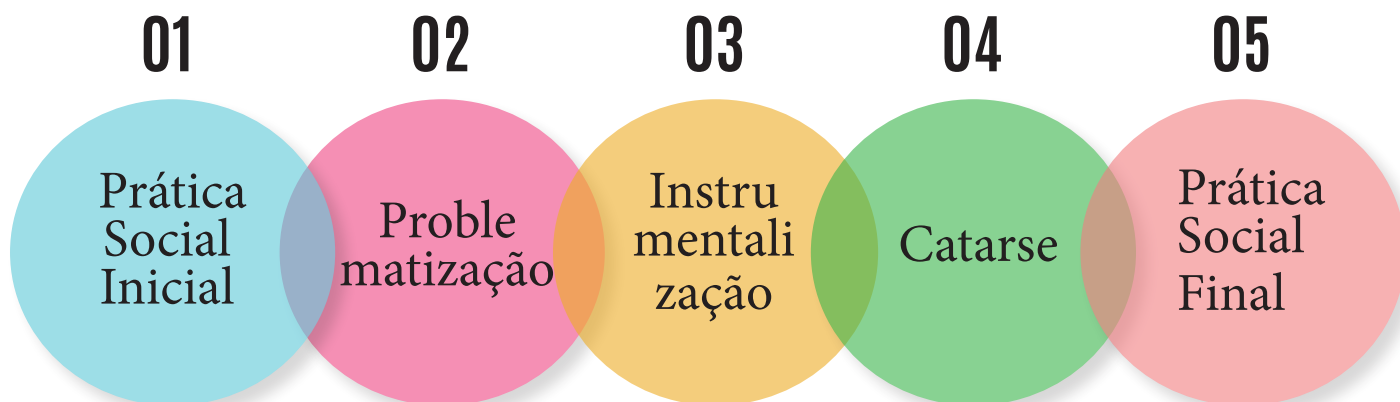 01
Prática
Social
Inicial
02
Proble
matização
03
Instru
mentali
zação
04
Catarse
05
Prática
Social
Final